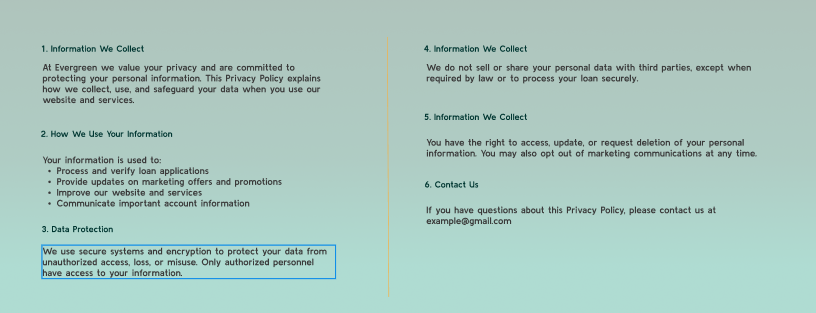 1. Information We Collect
At Evergreen we value your privacy and are committed to
protecting your personal information. This Privacy Policy explains
how we collect, use, and safeguard your data when you use our
website and services.
2. How We Use Your Information
Your information is used to:
• Process and verify loan applications
• Provide updates on marketing offers and promotions
• Improve our website and services
• Communicate important account information
3. Data Protection
We use secure systems and encryption to protect your data from
unauthorized access, loss, or misuse. Only authorized personnel
have access to your information.
4. Information We Collect
We do not sell or share your personal data with third parties, except when
required by law or to process your loan securely.
5. Information We Collect
You have the right to access, update, or request deletion of your personal
information. You may also opt out of marketing communications at any time.
6. Contact Us
If you have questions about this Privacy Policy, please contact us at
example@gmail.com